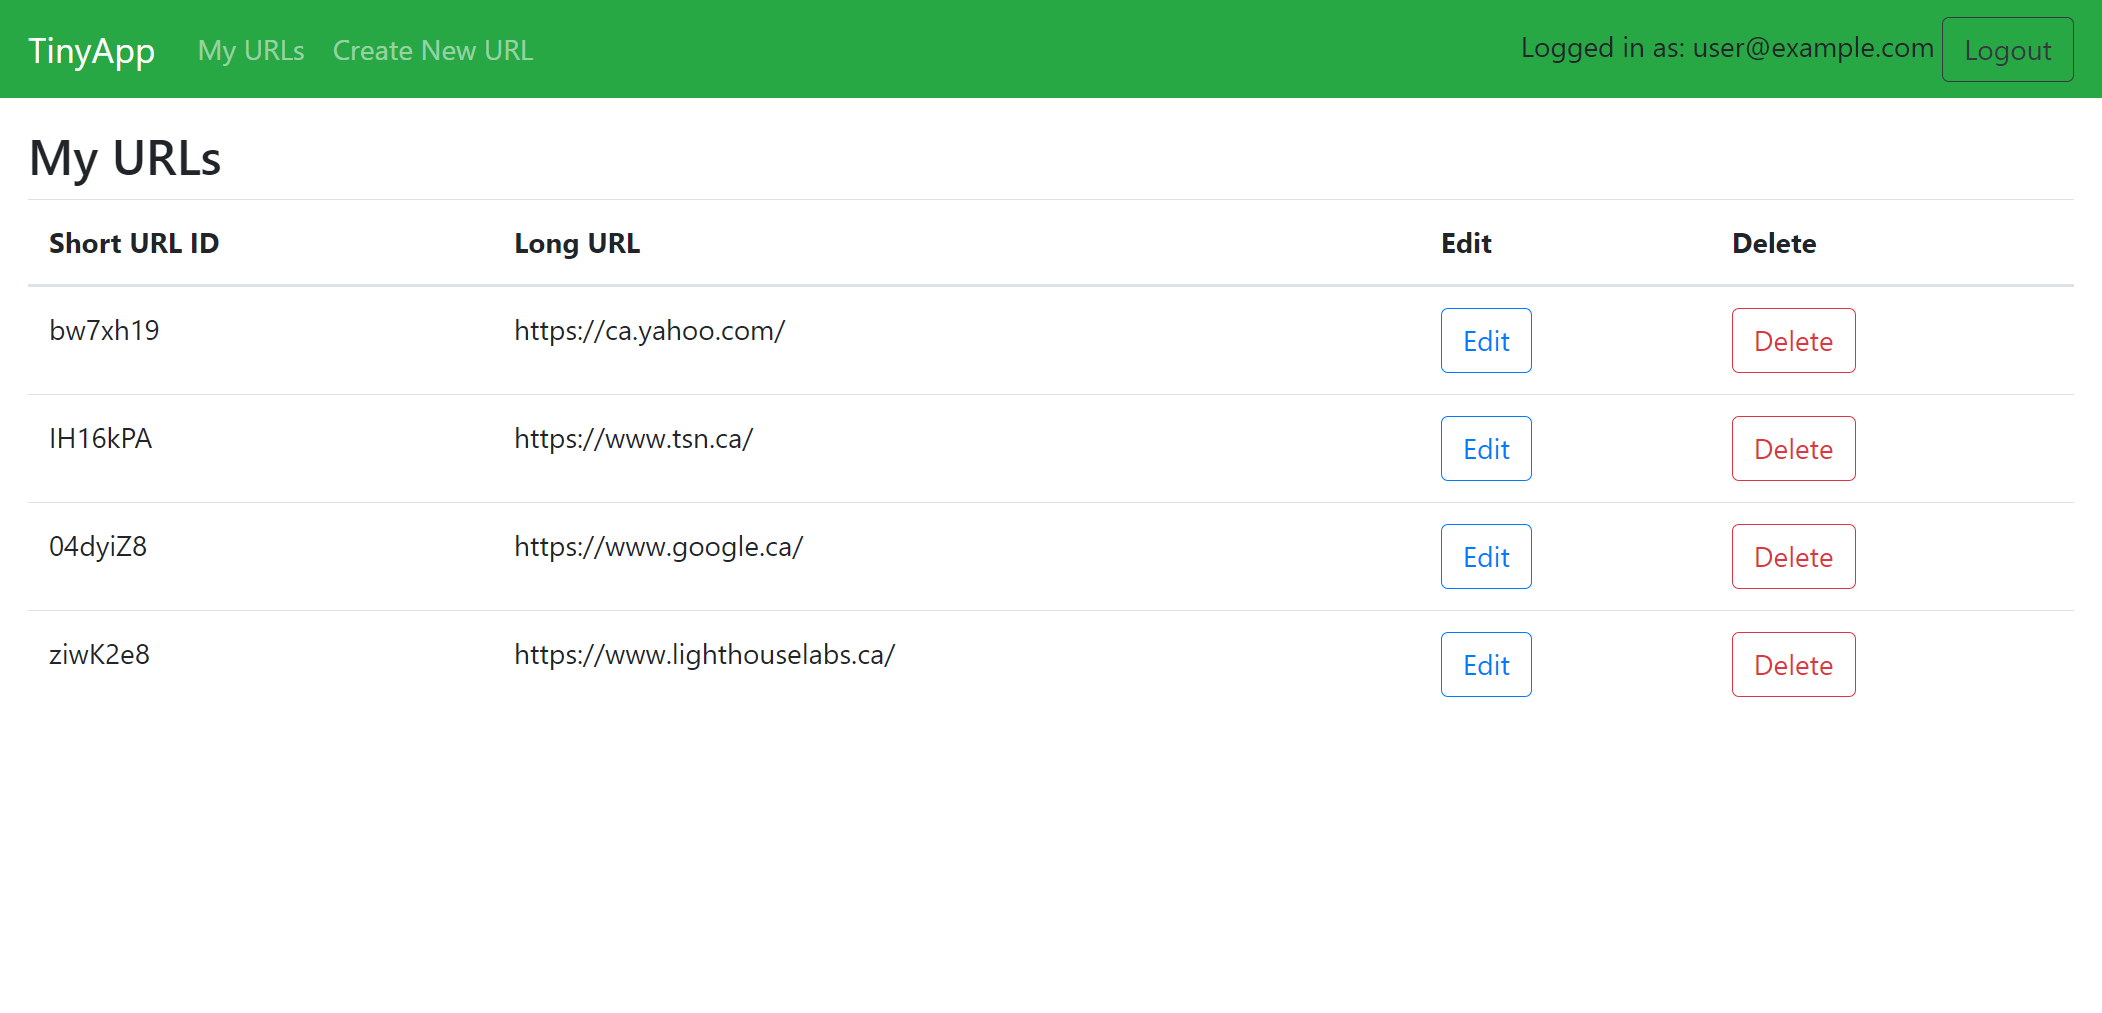 TinyApp My URLs Create New URL Logged in as: user@example.com Logout
My URLs
Short URL ID Long URL Edit Delete
bw7xh19 https://ca.yahoo.com/ Edit Delete
IH16kPA https://www.tsn.ca/ Edit Delete
04dyiZ8 https://www.google.ca/ Edit Delete
ziwK2e8 https://www.lighthouselabs.ca/ Edit Delete